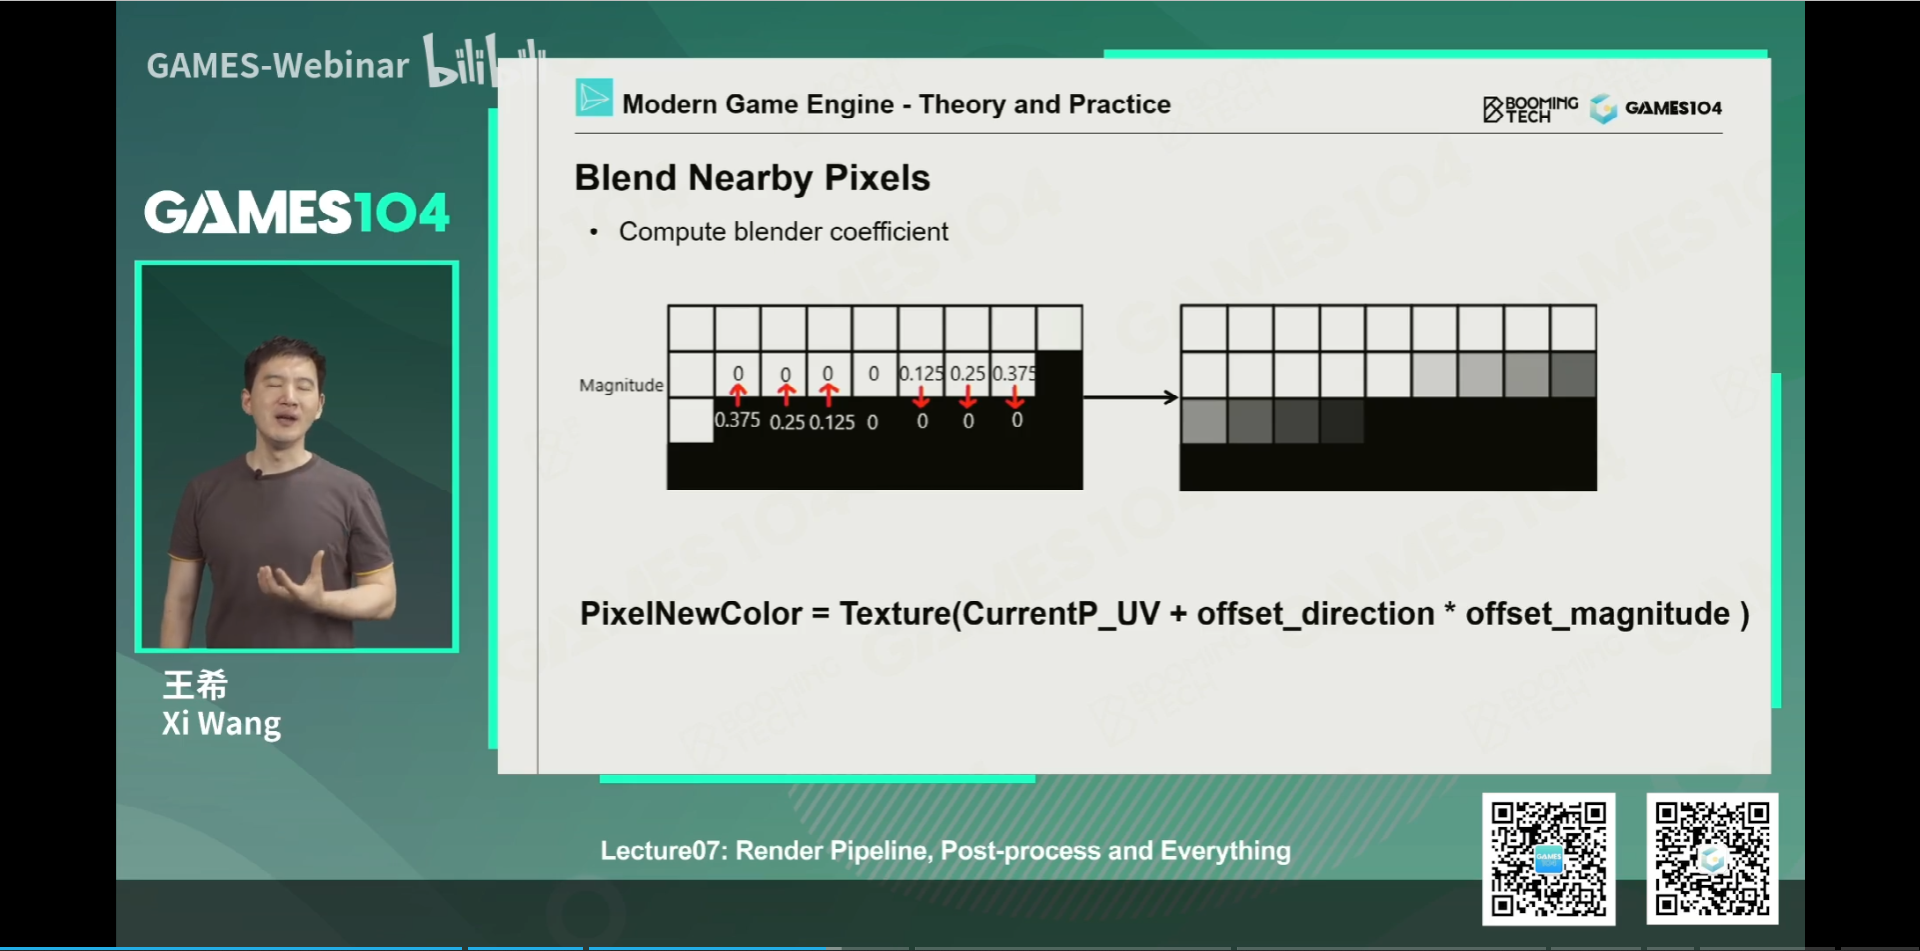 GAMES-Webinar bilibili
Modern Game Engine - Theory and Practice
BOOMING TECH
GAMES104
GAMES104
Blend Nearby Pixels
• Compute blender coefficient
Magnitude
0 0 0 0 0.125 0.25 0.375
0.375 0.25 0.125 0 0 0 0
PixelNewColor = Texture(CurrentP_UV + offset_direction * offset_magnitude )
王希
Xi Wang
Lecture07: Render Pipeline, Post-process and Everything